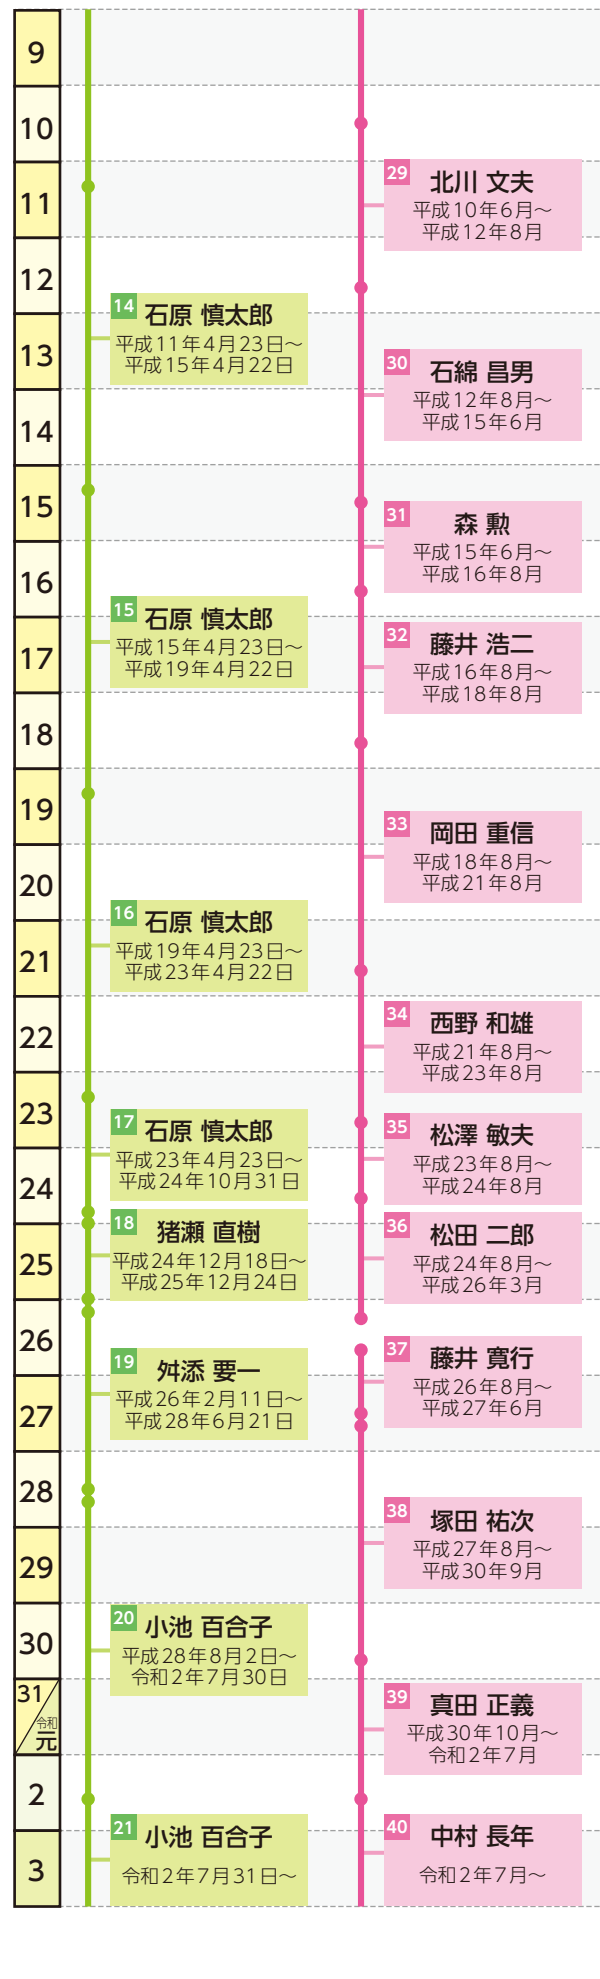 9
10
11
12
13
14
15
16
17
18
19
20
21
22
23
24
25
26
27
28
29
30
31
令和
元
2
3
14
石原 慎太郎
平成11年4月23日～
平成15年4月22日
15
石原 慎太郎
平成15年4月23日～
平成19年4月22日
16
石原 慎太郎
平成19年4月23日～
平成23年4月22日
17
石原 慎太郎
平成23年4月23日～
平成24年10月31日
18
猪瀬 直樹
平成24年12月18日～
平成25年12月24日
19
舛添 要一
平成26年2月11日～
平成28年6月21日
20
小池 百合子
平成28年8月2日～
令和2年7月30日
21
小池 百合子
令和2年7月31日～
29
北川 文夫
平成10年6月～
平成12年8月
30
石綿 昌男
平成12年8月～
平成15年6月
31
森 勲
平成15年6月～
平成16年8月
32
藤井 浩二
平成16年8月～
平成18年8月
33
岡田 重信
平成18年8月～
平成21年8月
34
西野 和雄
平成21年8月～
平成23年8月
35
松澤 敏夫
平成23年8月～
平成24年8月
36
松田 二郎
平成24年8月～
平成26年3月
37
藤井 寛行
平成26年8月～
平成27年6月
38
塚田 祐次
平成27年8月～
平成30年9月
39
真田 正義
平成30年10月～
令和2年7月
40
中村 長年
令和2年7月～